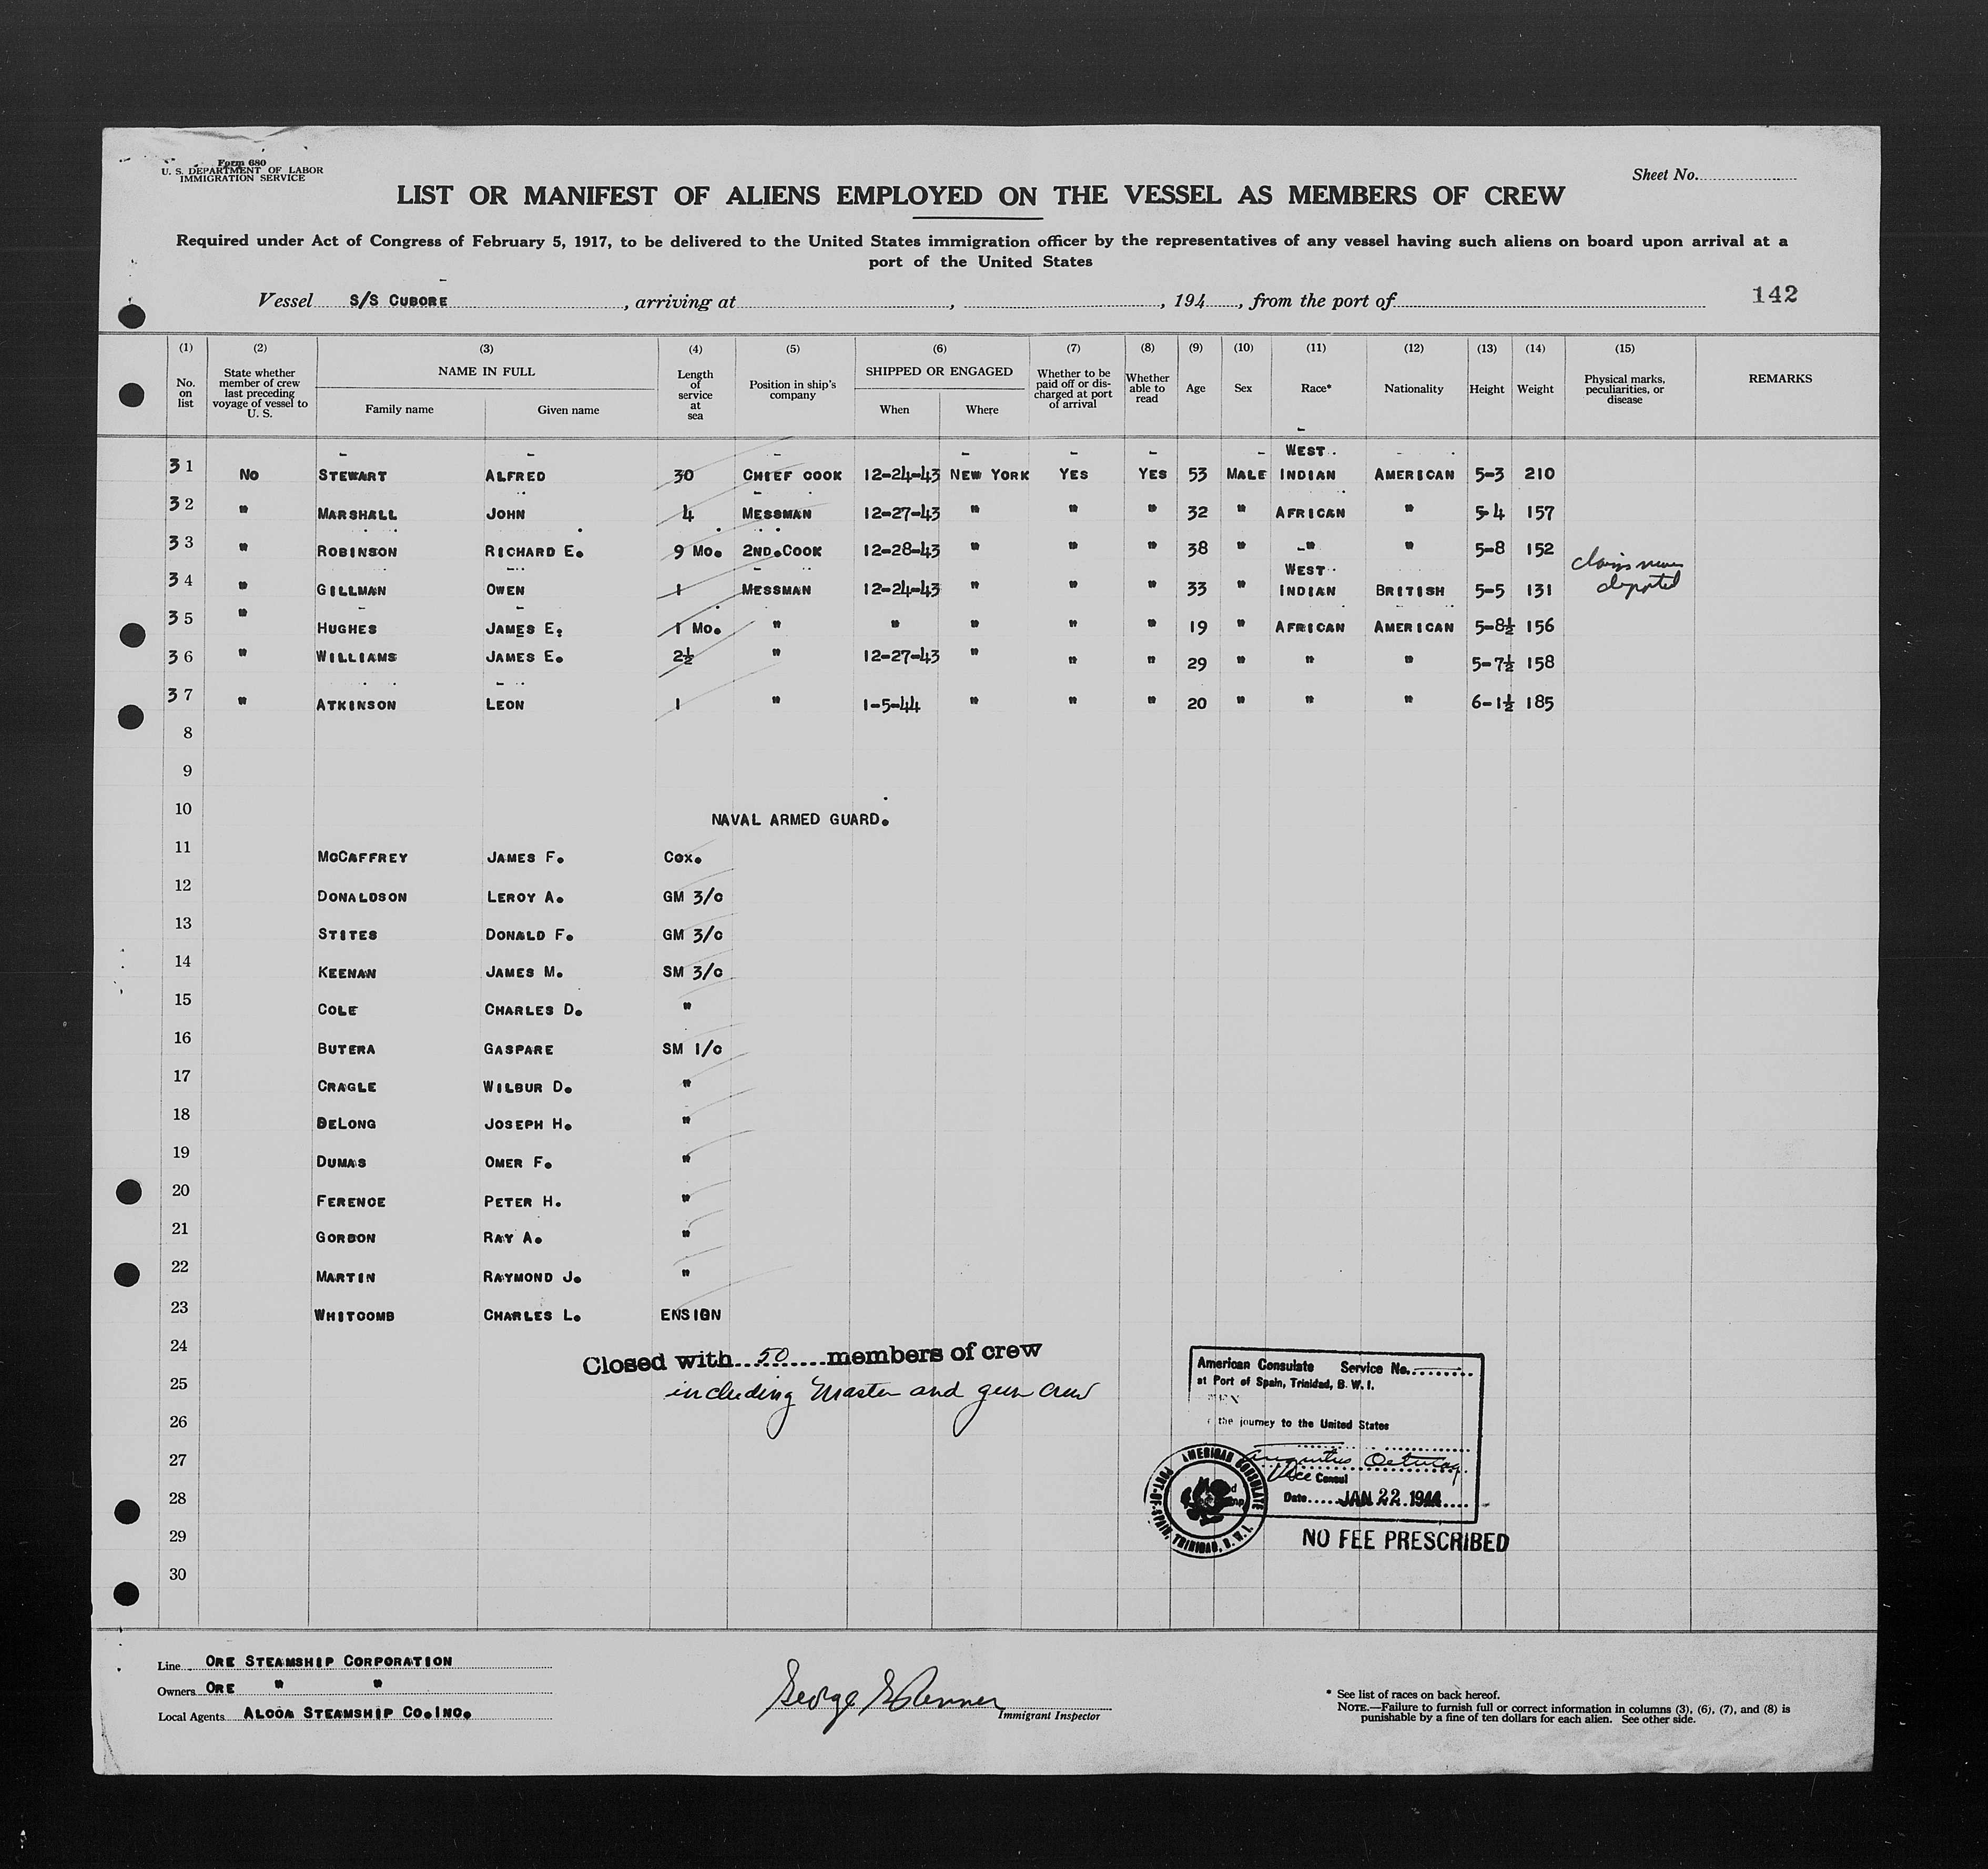 Form 680
U. S. DEPARTMENT OF LABOR
IMMIGRATION SERVICE
Sheet No.
LIST OR MANIFEST OF ALIENS EMPLOYED ON THE VESSEL AS MEMBERS OF CREW
Required under Act of Congress of February 5, 1917, to be delivered to the United States immigration officer by the representatives of any vessel having such aliens on board upon arrival at a
port of the United States
Vessel S/S CUBORE, arriving at , , 194 , from the port of 142
(1) (2) (3) (4) (5) (6) (7) (8) (9) (10) (11) (12) (13) (14) (15)
No. on list State whether member of crew last preceding voyage of vessel to U. S. NAME IN FULL Family name Given name Length of service at sea Position in ship's company SHIPPED OR ENGAGED When Where Whether to be paid off or discharged at port of arrival Whether able to read Age Sex Race* Nationality Height Weight Physical marks, peculiarities, or disease REMARKS
31 NO STEWART ALFRED 30 CHIEF COOK 12-24-43 NEW YORK YES YES 53 MALE WEST INDIAN AMERICAN 5-3 210
32 " MARSHALL JOHN 4 MESSMAN 12-27-43 " " " 32 " AFRICAN " 5-4 157
33 " ROBINSON RICHARD E. 9 MO. 2ND.COOK 12-28-43 " " " 38 " " " 5-8 152
34 " GILLMAN OWEN 1 MESSMAN 12-24-43 " " " 33 " WEST INDIAN BRITISH 5-5 131 claims never deported
35 " HUGHES JAMES E. 1 MO. " " " " " 19 " AFRICAN AMERICAN 5-8½ 156
36 " WILLIAMS JAMES E. 2½ " 12-27-43 " " " 29 " " " 5-7½ 158
37 " ATKINSON LEON 1 " 1-5-44 " " " 20 " " " 6-1½ 185
8
9
10 NAVAL ARMED GUARD.
11 MCCAFFREY JAMES F. COX.
12 DONALDSON LEROY A. GM 3/C
13 STITES DONALD F. GM 3/C
14 KEENAN JAMES M. SM 3/C
15 COLE CHARLES D. "
16 BUTERA GASPARE SM 1/C
17 CRAGLE WILBUR D. "
18 DELONG JOSEPH H. "
19 DUMAS OMER F. "
20 FERENCE PETER H. "
21 GORDON RAY A. "
22 MARTIN RAYMOND J. "
23 WHITCOMB CHARLES L. ENSIGN
24 Closed with 50 members of crew
25 including Master and gun crew
26
27
28
29
30
American Consulate Service No.
at Port of Spain, Trinidad, B. W. I.
the journey to the United States
Vice Consul
Date JAN 22 1944
AMERICAN CONSULATE
PORT-OF-SPAIN, TRINIDAD, B. W. I.
NO FEE PRESCRIBED
Line ORE STEAMSHIP CORPORATION
Owners ORE " "
Local Agents ALCOA STEAMSHIP CO.INC.
George
Immigrant Inspector
* See list of races on back hereof.
NOTE.—Failure to furnish full or correct information in columns (3), (6), (7), and (8) is
punishable by a fine of ten dollars for each alien. See other side.